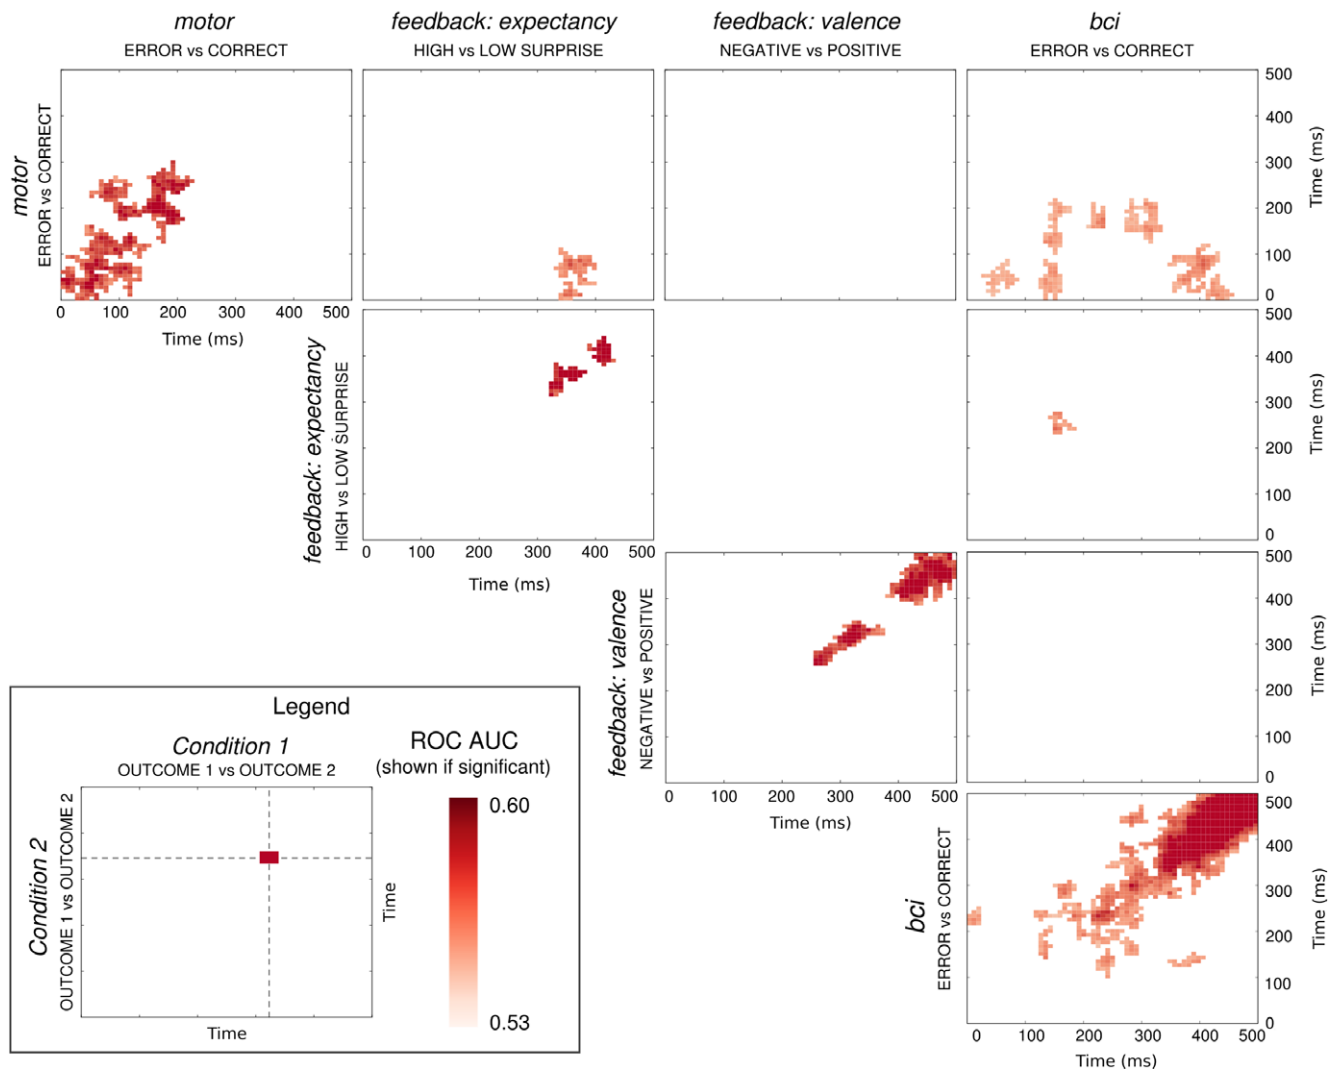 motor
feedback: expectancy
feedback: valence
bci
ERROR vs CORRECT
HIGH vs LOW SURPRISE
NEGATIVE vs POSITIVE
ERROR vs CORRECT
motor
ERROR vs CORRECT
500
400
300
200
100
0
Time (ms)
0 100 200 300 400 500
Time (ms)
feedback: expectancy
HIGH vs LOW SURPRISE
500
400
300
200
100
0
Time (ms)
0 100 200 300 400 500
Time (ms)
feedback: valence
NEGATIVE vs POSITIVE
500
400
300
200
100
0
Time (ms)
0 100 200 300 400 500
Time (ms)
bci
ERROR vs CORRECT
500
400
300
200
100
0
Time (ms)
0 100 200 300 400 500
Time (ms)
Legend
Condition 1
OUTCOME 1 vs OUTCOME 2
Condition 2
OUTCOME 1 vs OUTCOME 2
Time
Time
ROC AUC
(shown if significant)
0.60
0.53